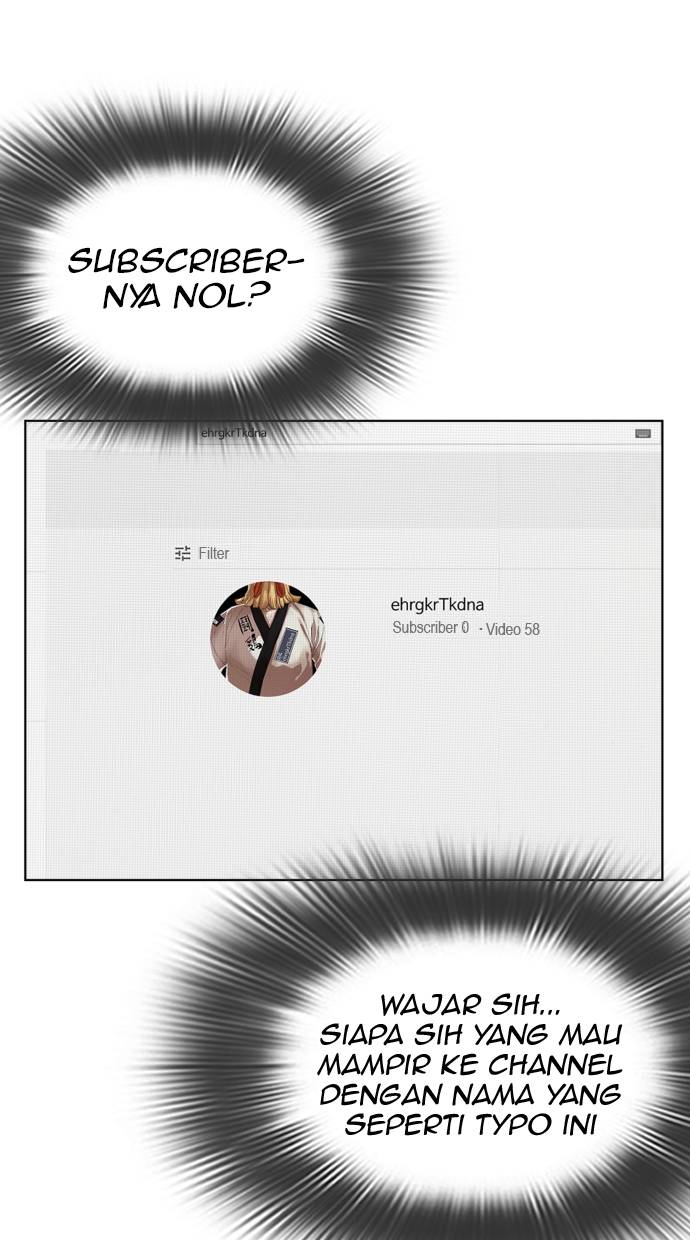 SUBSCRIBER-
NYA NOL?
ehrgkrTkdna
Filter
ehrgkrTkdna
Subscriber 0 · Video 58
WAJAR SIH...
SIAPA SIH YANG MAU
MAMPIR KE CHANNEL
DENGAN NAMA YANG
SEPERTI TYPO INI